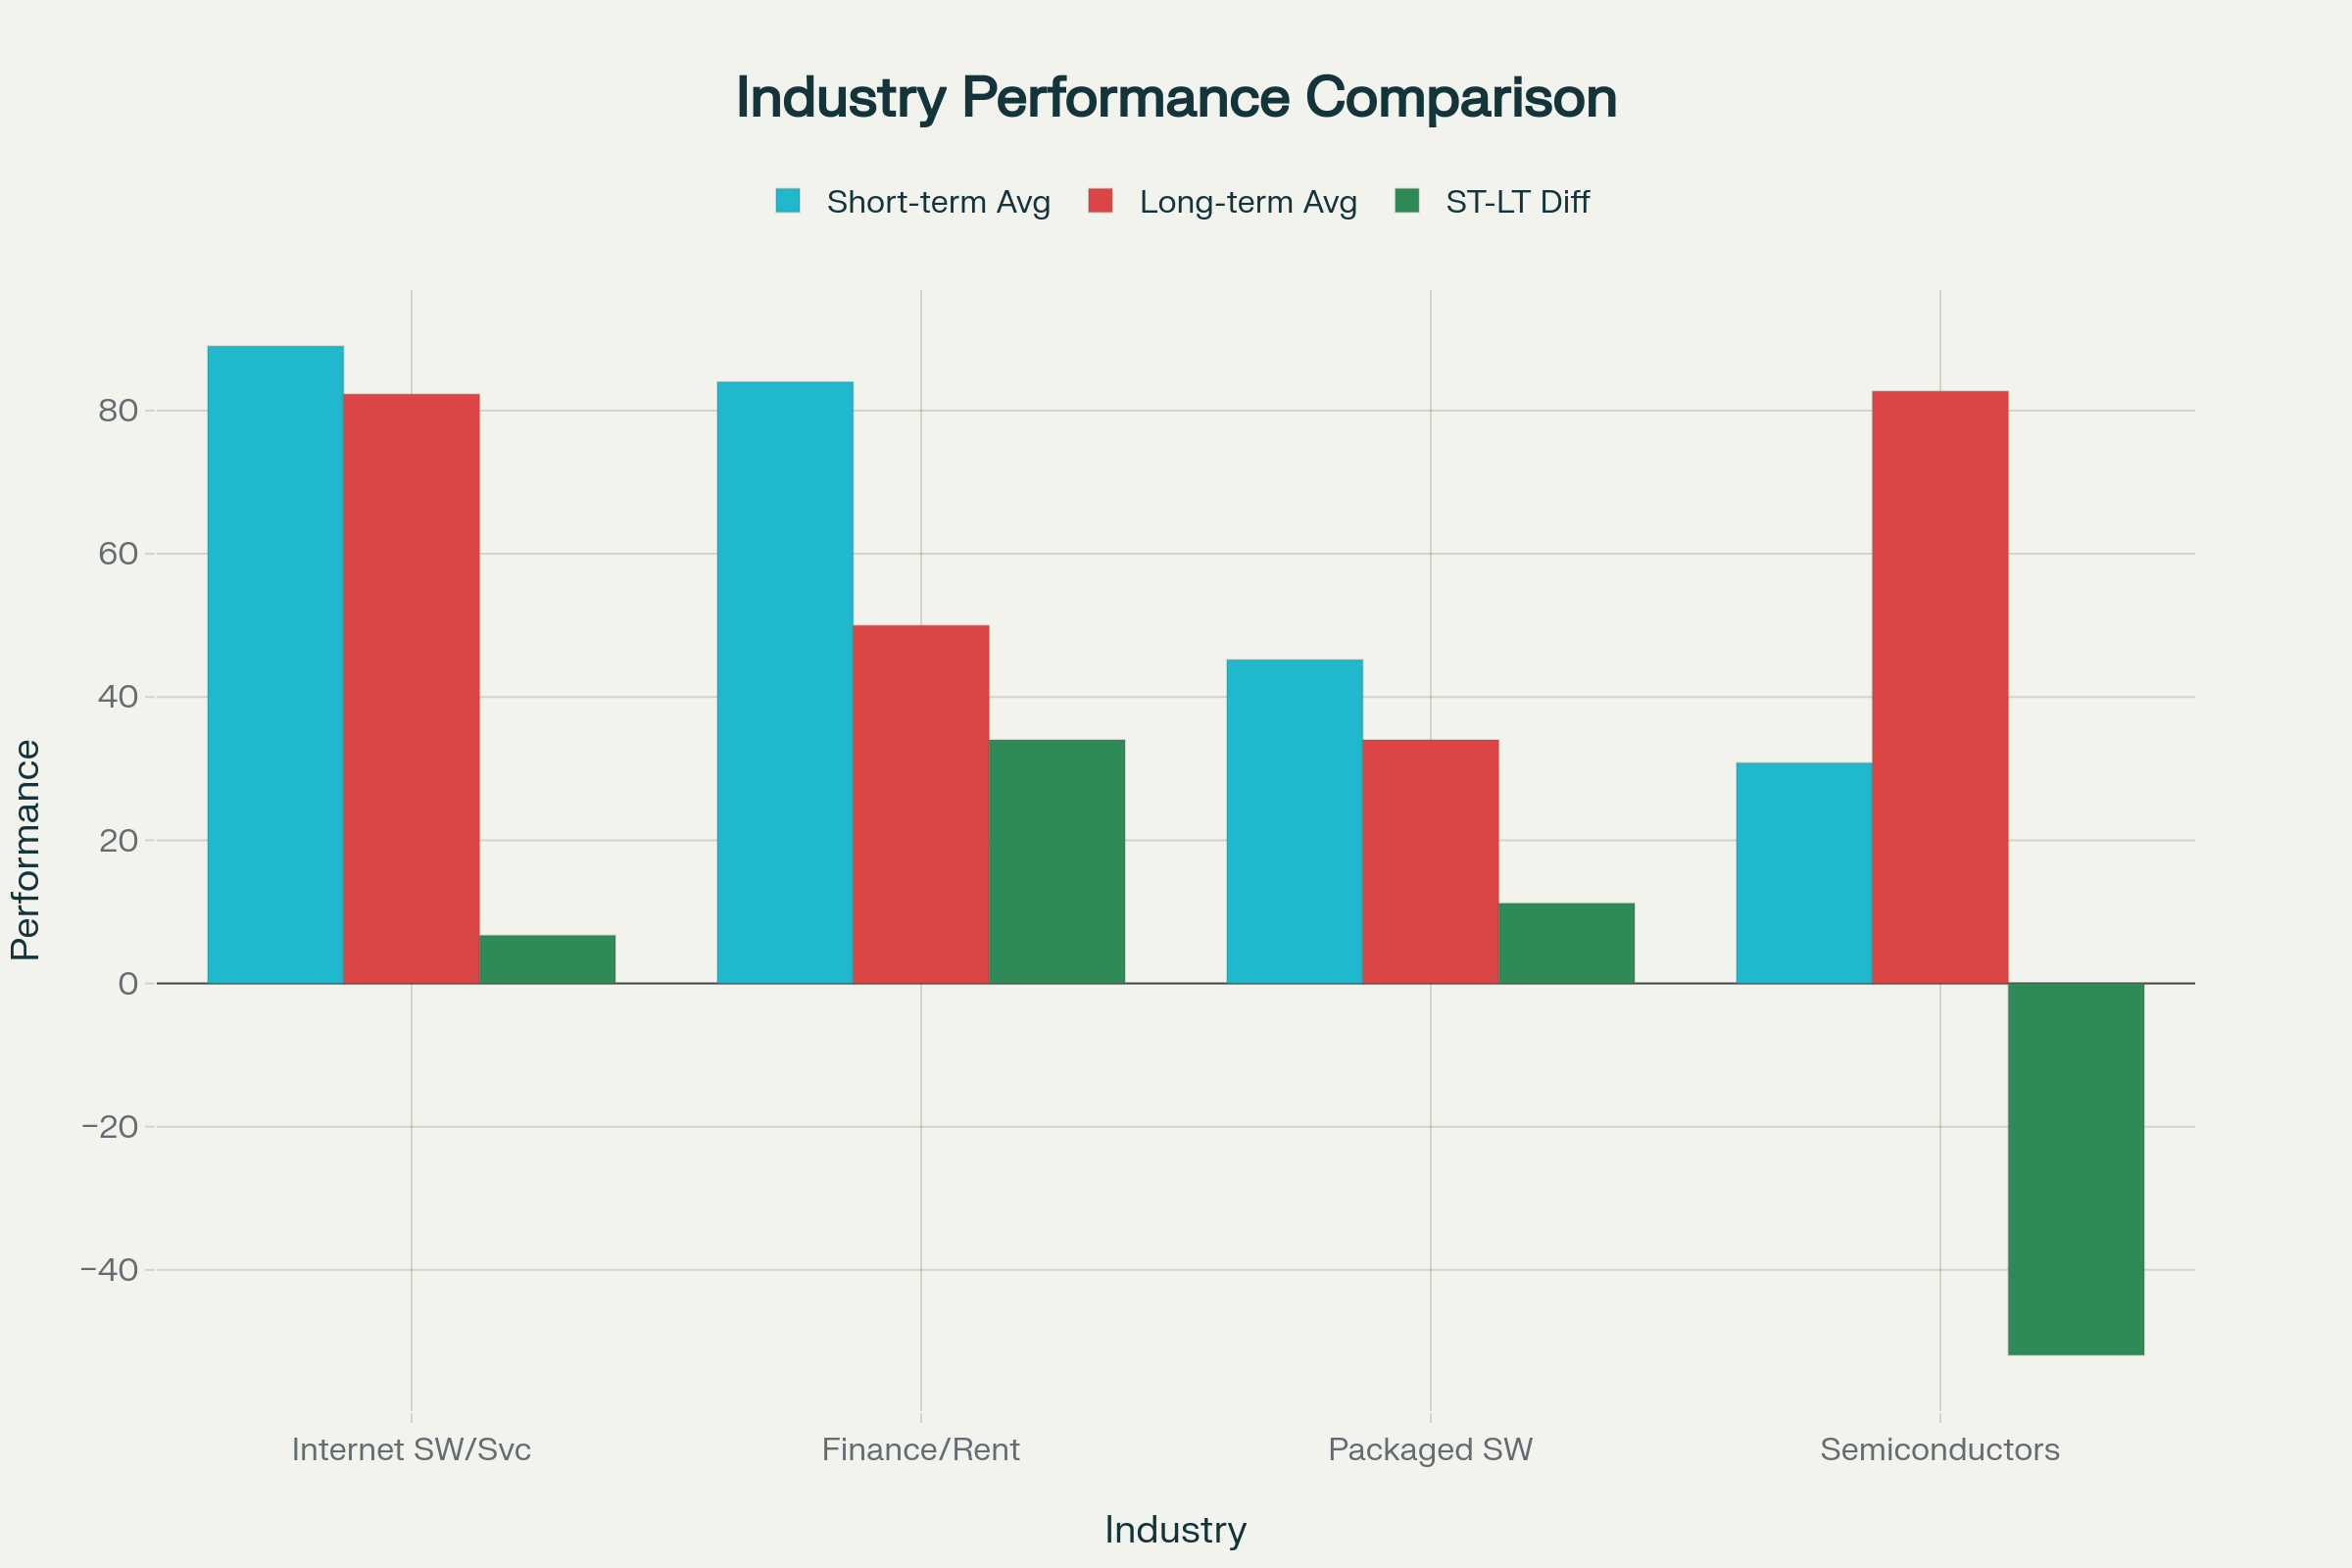 Industry Performance Comparison
Short-term Avg Long-term Avg ST-LT Diff
Performance
80
60
40
20
0
−20
−40
Internet SW/Svc Finance/Rent Packaged SW Semiconductors
Industry